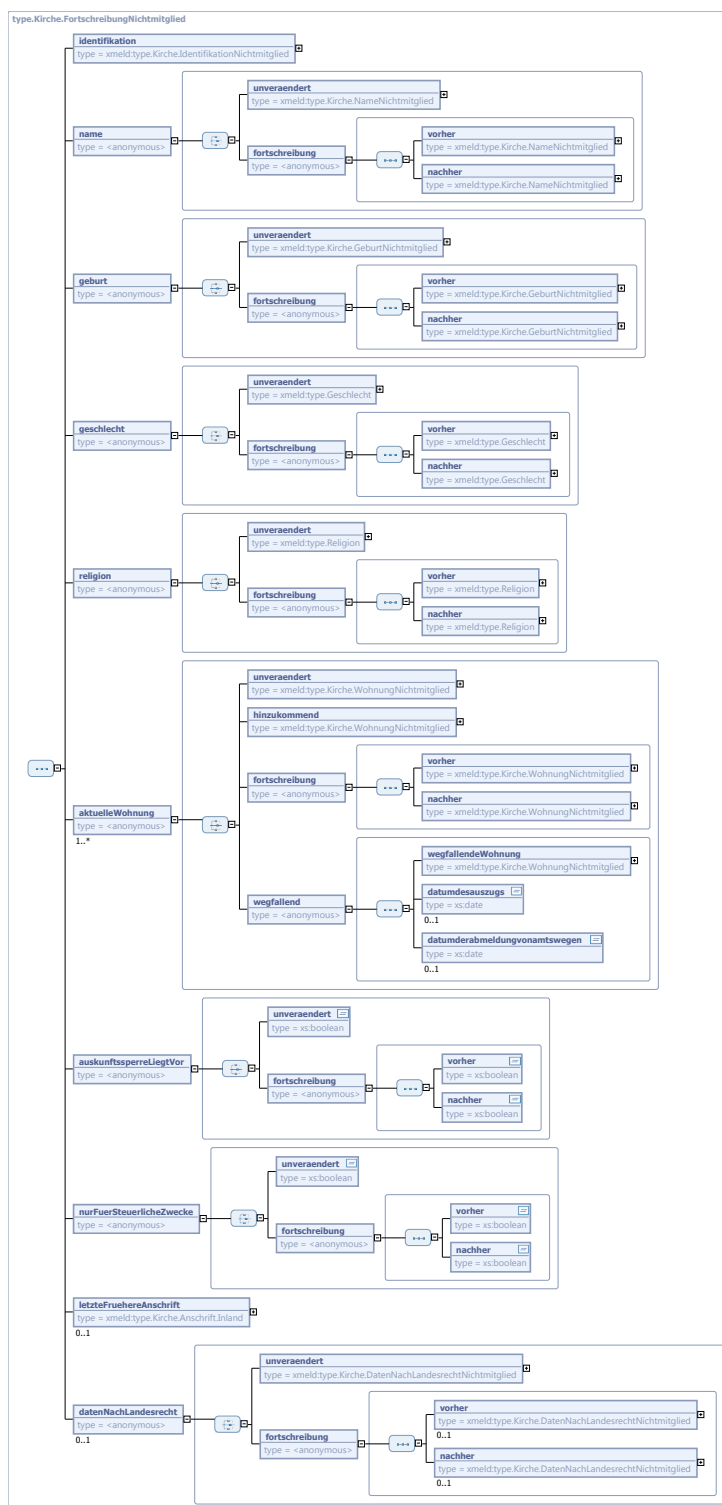 type.Kirche.FortschreibungNichtmitglied
identifikation
type = xmeld:type.Kirche.IdentifikationNichtmitglied
name
type = <anonymous>
unveraendert
type = xmeld:type.Kirche.NameNichtmitglied
fortschreibung
type = <anonymous>
vorher
type = xmeld:type.Kirche.NameNichtmitglied
nachher
type = xmeld:type.Kirche.NameNichtmitglied
geburt
type = <anonymous>
unveraendert
type = xmeld:type.Kirche.GeburtNichtmitglied
fortschreibung
type = <anonymous>
vorher
type = xmeld:type.Kirche.GeburtNichtmitglied
nachher
type = xmeld:type.Kirche.GeburtNichtmitglied
geschlecht
type = <anonymous>
unveraendert
type = xmeld:type.Geschlecht
fortschreibung
type = <anonymous>
vorher
type = xmeld:type.Geschlecht
nachher
type = xmeld:type.Geschlecht
religion
type = <anonymous>
unveraendert
type = xmeld:type.Religion
fortschreibung
type = <anonymous>
vorher
type = xmeld:type.Religion
nachher
type = xmeld:type.Religion
aktuelleWohnung
type = <anonymous>
1..*
unveraendert
type = xmeld:type.Kirche.WohnungNichtmitglied
hinzukommend
type = xmeld:type.Kirche.WohnungNichtmitglied
fortschreibung
type = <anonymous>
vorher
type = xmeld:type.Kirche.WohnungNichtmitglied
nachher
type = xmeld:type.Kirche.WohnungNichtmitglied
wegfallend
type = <anonymous>
wegfallendeWohnung
type = xmeld:type.Kirche.WohnungNichtmitglied
datumdesauszugs
type = xs:date
0..1
datumderabmeldungvonamtswegen
type = xs:date
0..1
auskunftssperreLiegtVor
type = <anonymous>
unveraendert
type = xs:boolean
fortschreibung
type = <anonymous>
vorher
type = xs:boolean
nachher
type = xs:boolean
nurFuerSteuerlicheZwecke
type = <anonymous>
unveraendert
type = xs:boolean
fortschreibung
type = <anonymous>
vorher
type = xs:boolean
nachher
type = xs:boolean
letzteFruehereAnschrift
type = xmeld:type.Kirche.Anschrift.Inland
0..1
datenNachLandesrecht
type = <anonymous>
0..1
unveraendert
type = xmeld:type.Kirche.DatenNachLandesrechtNichtmitglied
fortschreibung
type = <anonymous>
vorher
type = xmeld:type.Kirche.DatenNachLandesrechtNichtmitglied
0..1
nachher
type = xmeld:type.Kirche.DatenNachLandesrechtNichtmitglied
0..1